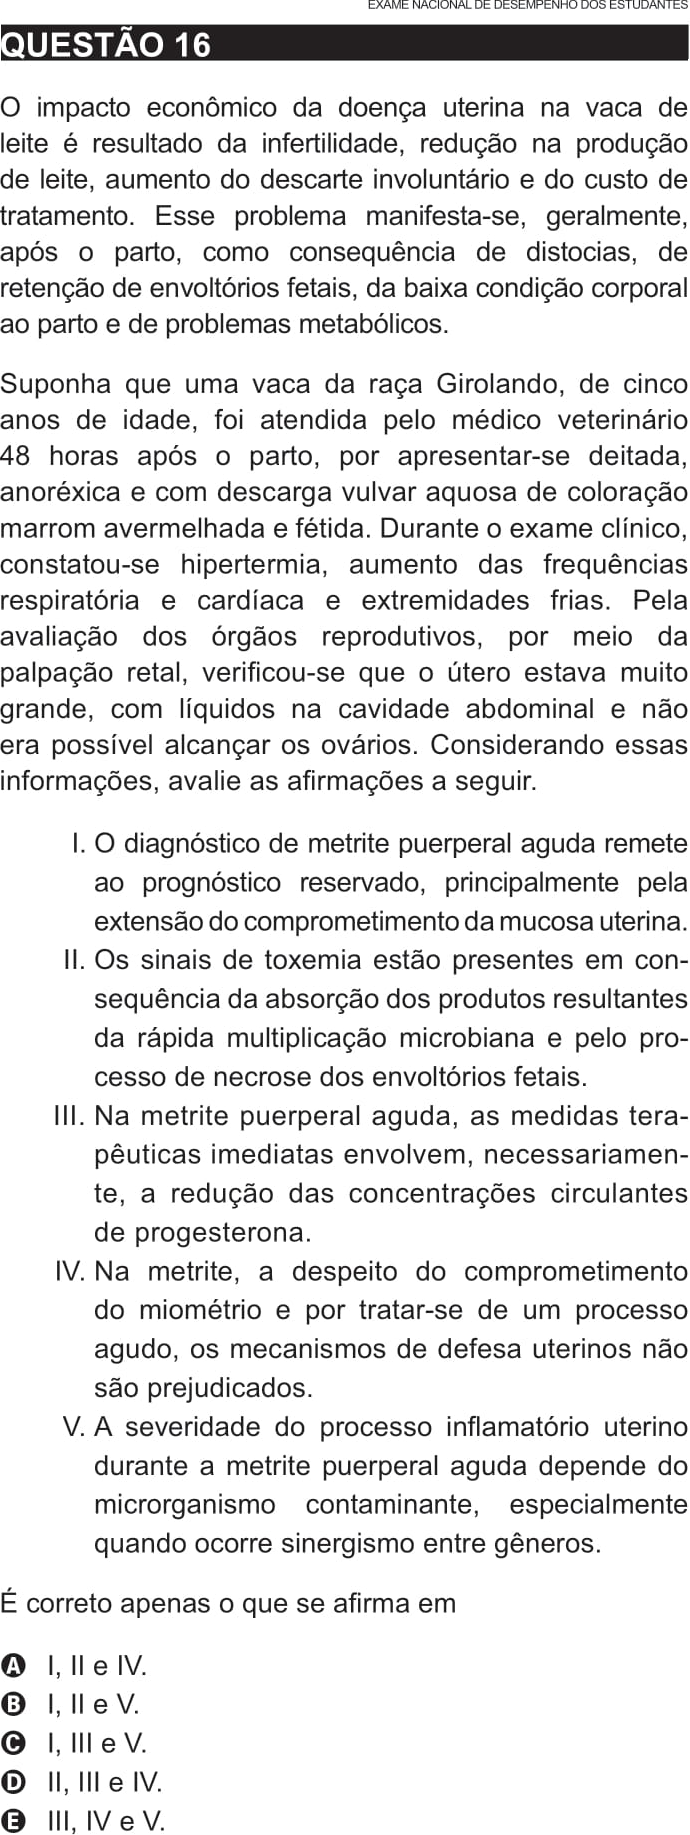 EXAME NACIONAL DE DESEMPENHO DOS ESTUDANTES
QUESTÃO 16
O impacto econômico da doença uterina na vaca de
leite é resultado da infertilidade, redução na produção
de leite, aumento do descarte involuntário e do custo de
tratamento. Esse problema manifesta-se, geralmente,
após o parto, como consequência de distocias, de
retenção de envoltórios fetais, da baixa condição corporal
ao parto e de problemas metabólicos.
Suponha que uma vaca da raça Girolando, de cinco
anos de idade, foi atendida pelo médico veterinário
48 horas após o parto, por apresentar-se deitada,
anoréxica e com descarga vulvar aquosa de coloração
marrom avermelhada e fétida. Durante o exame clínico,
constatou-se hipertermia, aumento das frequências
respiratória e cardíaca e extremidades frias. Pela
avaliação dos órgãos reprodutivos, por meio da
palpação retal, verificou-se que o útero estava muito
grande, com líquidos na cavidade abdominal e não
era possível alcançar os ovários. Considerando essas
informações, avalie as afirmações a seguir.
I. O diagnóstico de metrite puerperal aguda remete
ao prognóstico reservado, principalmente pela
extensão do comprometimento da mucosa uterina.
II. Os sinais de toxemia estão presentes em con-
sequência da absorção dos produtos resultantes
da rápida multiplicação microbiana e pelo pro-
cesso de necrose dos envoltórios fetais.
III. Na metrite puerperal aguda, as medidas tera-
pêuticas imediatas envolvem, necessariamen-
te, a redução das concentrações circulantes
de progesterona.
IV. Na metrite, a despeito do comprometimento
do miométrio e por tratar-se de um processo
agudo, os mecanismos de defesa uterinos não
são prejudicados.
V. A severidade do processo inflamatório uterino
durante a metrite puerperal aguda depende do
microrganismo contaminante, especialmente
quando ocorre sinergismo entre gêneros.
É correto apenas o que se afirma em
A I, II e IV.
B I, II e V.
C I, III e V.
D II, III e IV.
E III, IV e V.